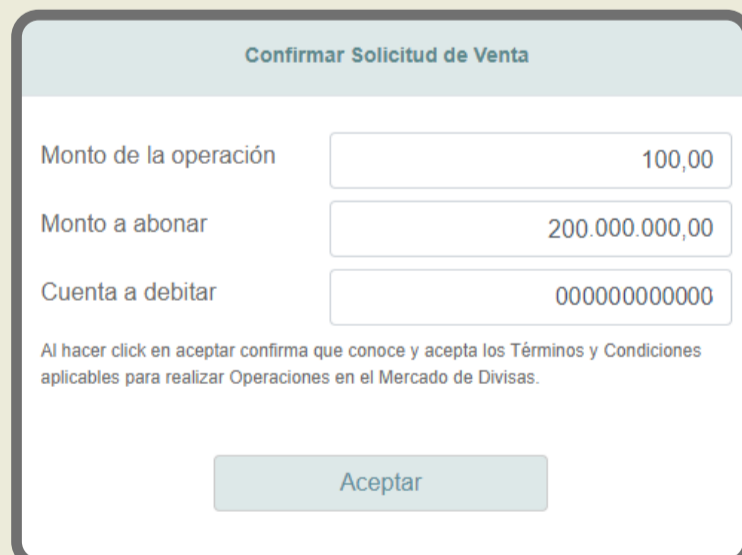 Confirmar Solicitud de Venta
Monto de la operación 100,00
Monto a abonar 200.000.000,00
Cuenta a debitar 000000000000
Al hacer click en aceptar confirma que conoce y acepta los Términos y Condiciones
aplicables para realizar Operaciones en el Mercado de Divisas.
Aceptar